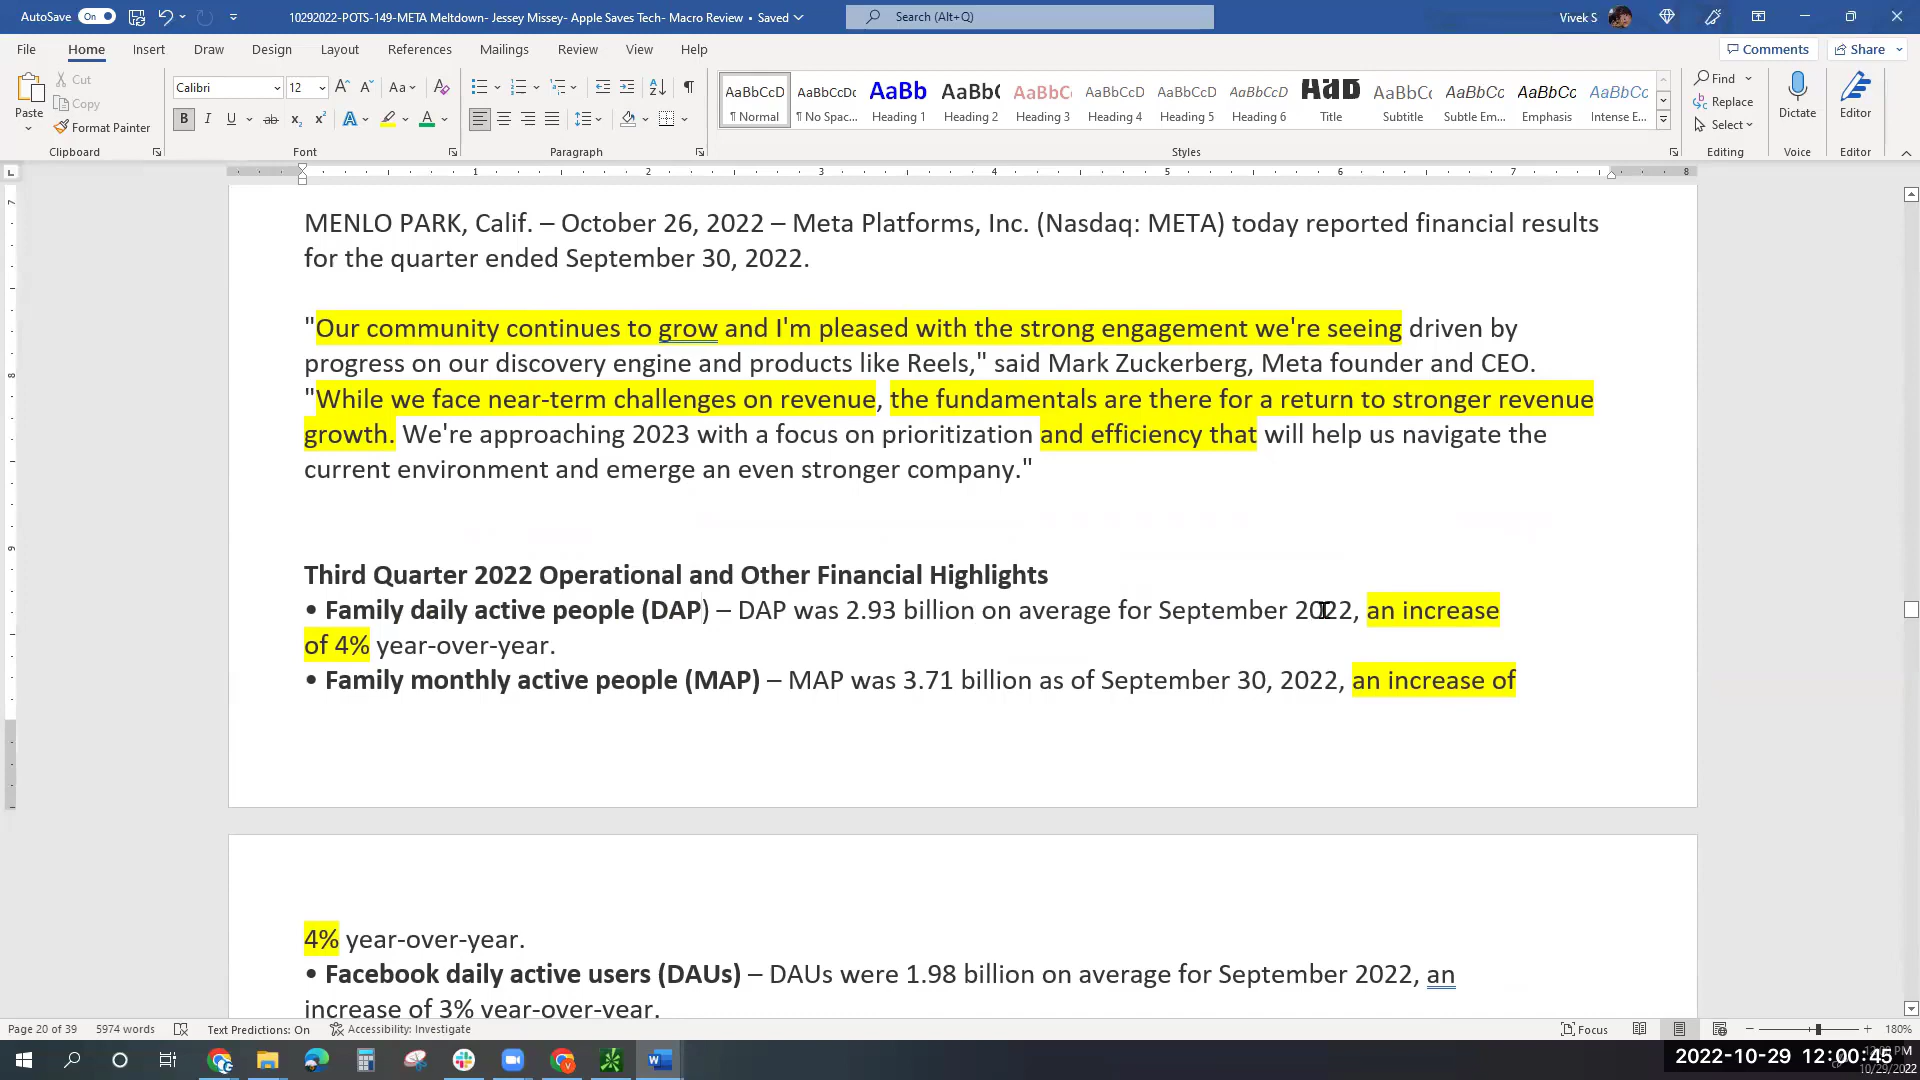 AutoSave On 10292022-POTS-149-META Meltdown- Jessey Missey- Apple Saves Tech- Macro Review • Saved Search (Alt+Q) Vivek S
File Home Insert Draw Design Layout References Mailings Review View Help Comments Share
Paste Cut Copy Format Painter
Calibri 12
AaBbCcD AaBbCcDc AaBb AaBb( AaBbC AaBbCcD AaBbCcD AaBbCcD AaB AaBbC AaBbCc AaBbCc AaBbCc
¶ Normal ¶ No Spac... Heading 1 Heading 2 Heading 3 Heading 4 Heading 5 Heading 6 Title Subtitle Subtle Em... Emphasis Intense E...
Find Replace Select Dictate Editor
Clipboard Font Paragraph Styles Editing Voice Editor
1 2 3 4 5 6 7 8
MENLO PARK, Calif. – October 26, 2022 – Meta Platforms, Inc. (Nasdaq: META) today reported financial results
for the quarter ended September 30, 2022.
"Our community continues to grow and I'm pleased with the strong engagement we're seeing driven by
progress on our discovery engine and products like Reels," said Mark Zuckerberg, Meta founder and CEO.
"While we face near-term challenges on revenue, the fundamentals are there for a return to stronger revenue
growth. We're approaching 2023 with a focus on prioritization and efficiency that will help us navigate the
current environment and emerge an even stronger company."
Third Quarter 2022 Operational and Other Financial Highlights
• Family daily active people (DAP) – DAP was 2.93 billion on average for September 2022, an increase
of 4% year-over-year.
• Family monthly active people (MAP) – MAP was 3.71 billion as of September 30, 2022, an increase of
4% year-over-year.
• Facebook daily active users (DAUs) – DAUs were 1.98 billion on average for September 2022, an
increase of 3% year-over-year.
Page 20 of 39 5974 words Text Predictions: On Accessibility: Investigate Focus 180%
2022-10-29 12:00:45
10/29/2022